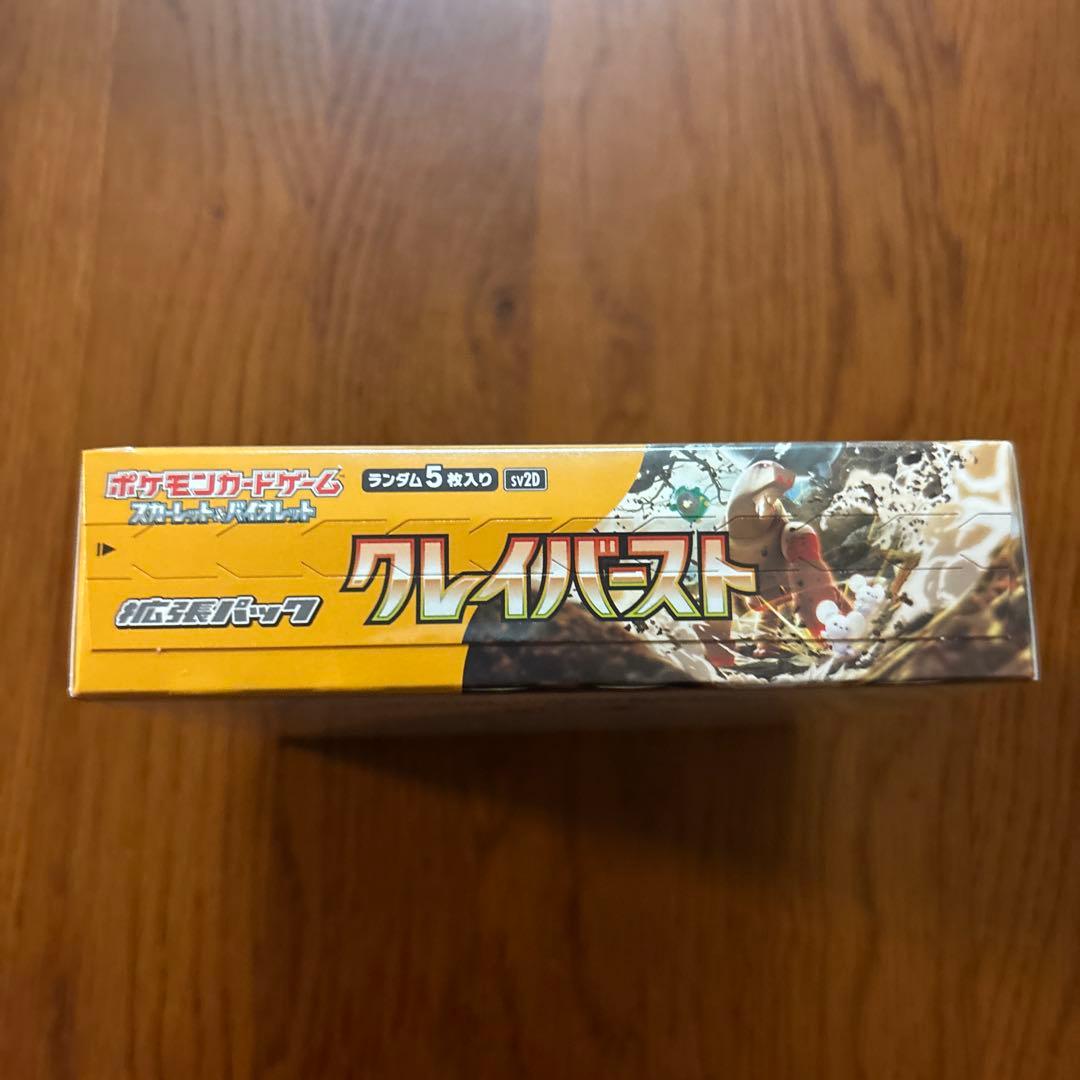 ポケモンカードゲーム
スカーレット&バイオレット
ランダム5枚入り
sv2D
拡張パック
クレイバースト